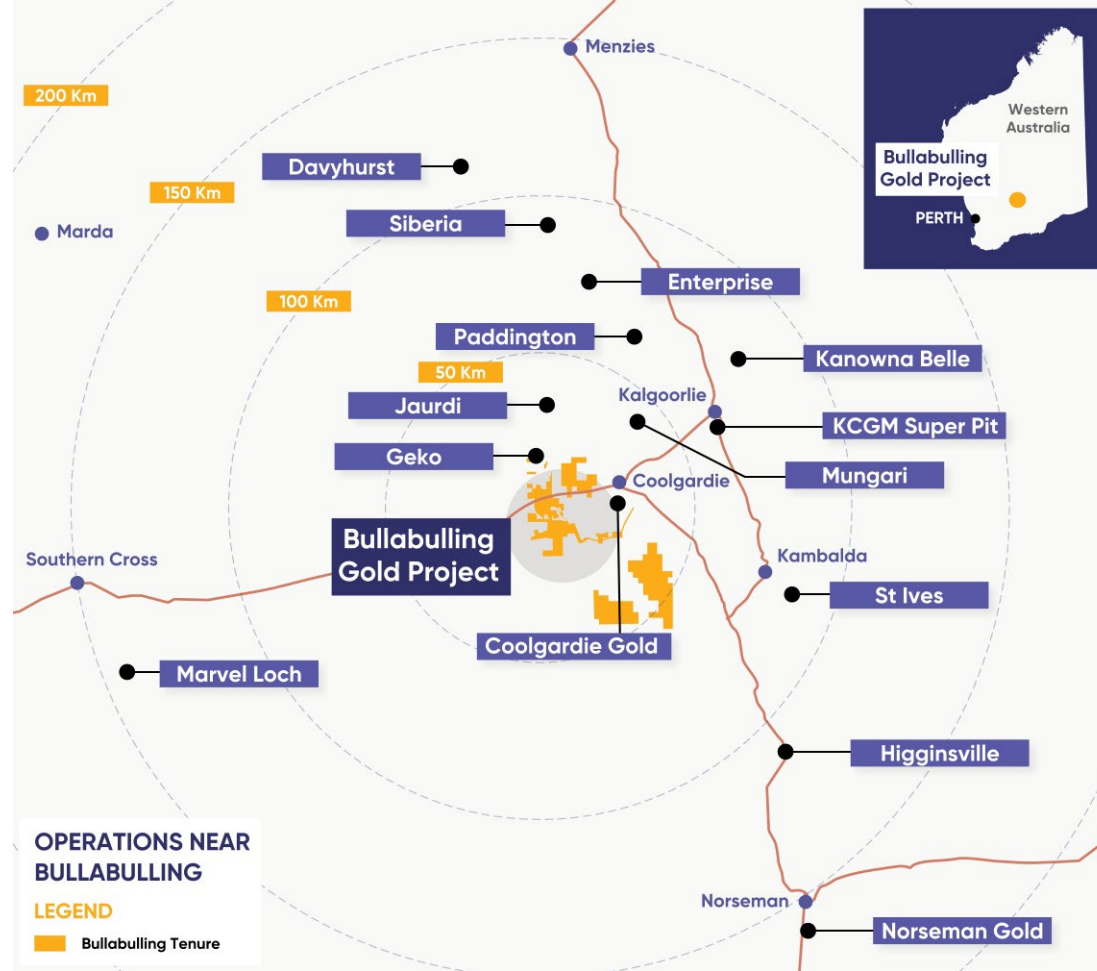 Menzies
200 Km
Western
Australia
Bullabulling
Gold Project
PERTH
Davyhurst
150 Km
Siberia
Marda
Enterprise
100 Km
Paddington
Kanowna Belle
50 Km
Kalgoorlie
Jaurdi
KCGM Super Pit
Geko
Mungari
Coolgardie
Bullabulling
Gold Project
Southern Cross
Kambalda
St Ives
Coolgardie Gold
Marvel Loch
Higginsville
OPERATIONS NEAR
BULLABULLING
LEGEND
Bullabulling Tenure
Norseman
Norseman Gold